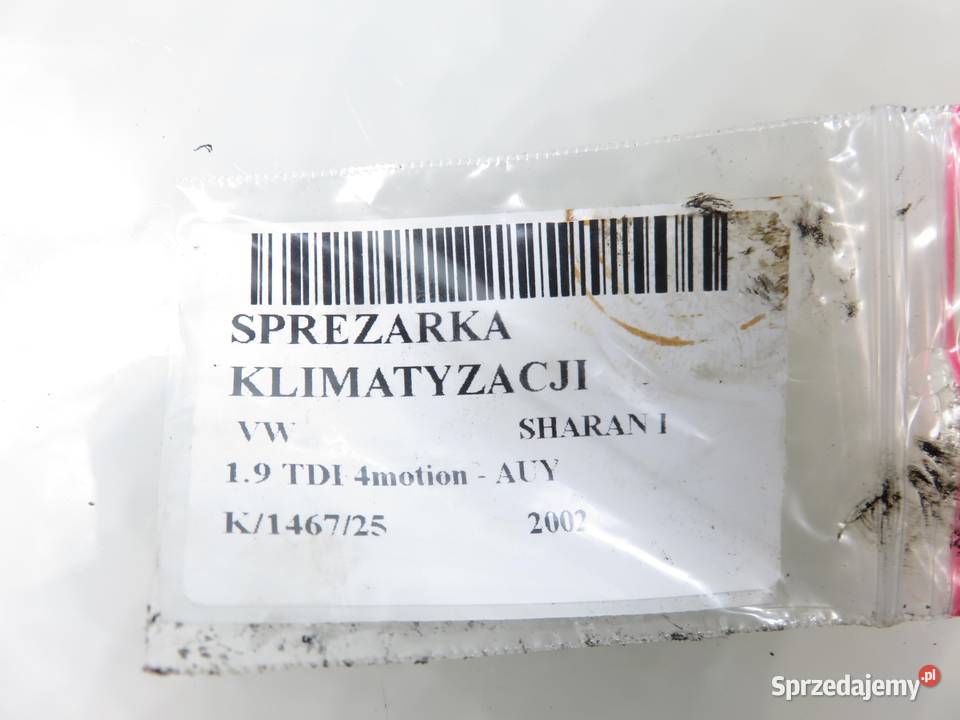 SPREZARKA
KLIMATYZACJI
VW SHARAN I
1.9 TDI 4motion - AUY
K/1467/25 2002
Sprzedajemy.pl